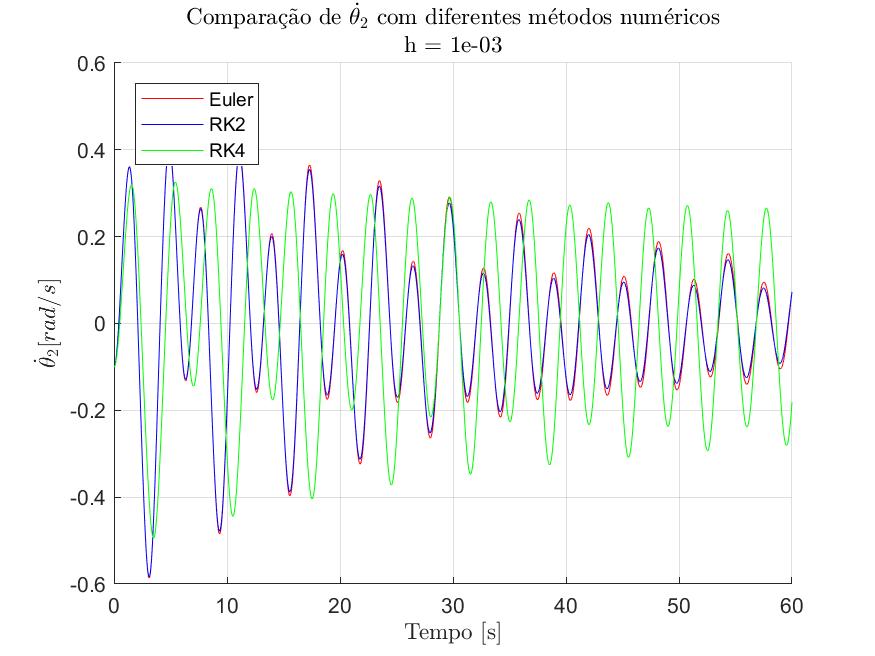 Comparação de θ̇₂ com diferentes métodos numéricos
h = 1e-03
0.6
0.4
0.2
0
-0.2
-0.4
-0.6
θ̇₂[rad/s]
Euler
RK2
RK4
0 10 20 30 40 50 60
Tempo [s]